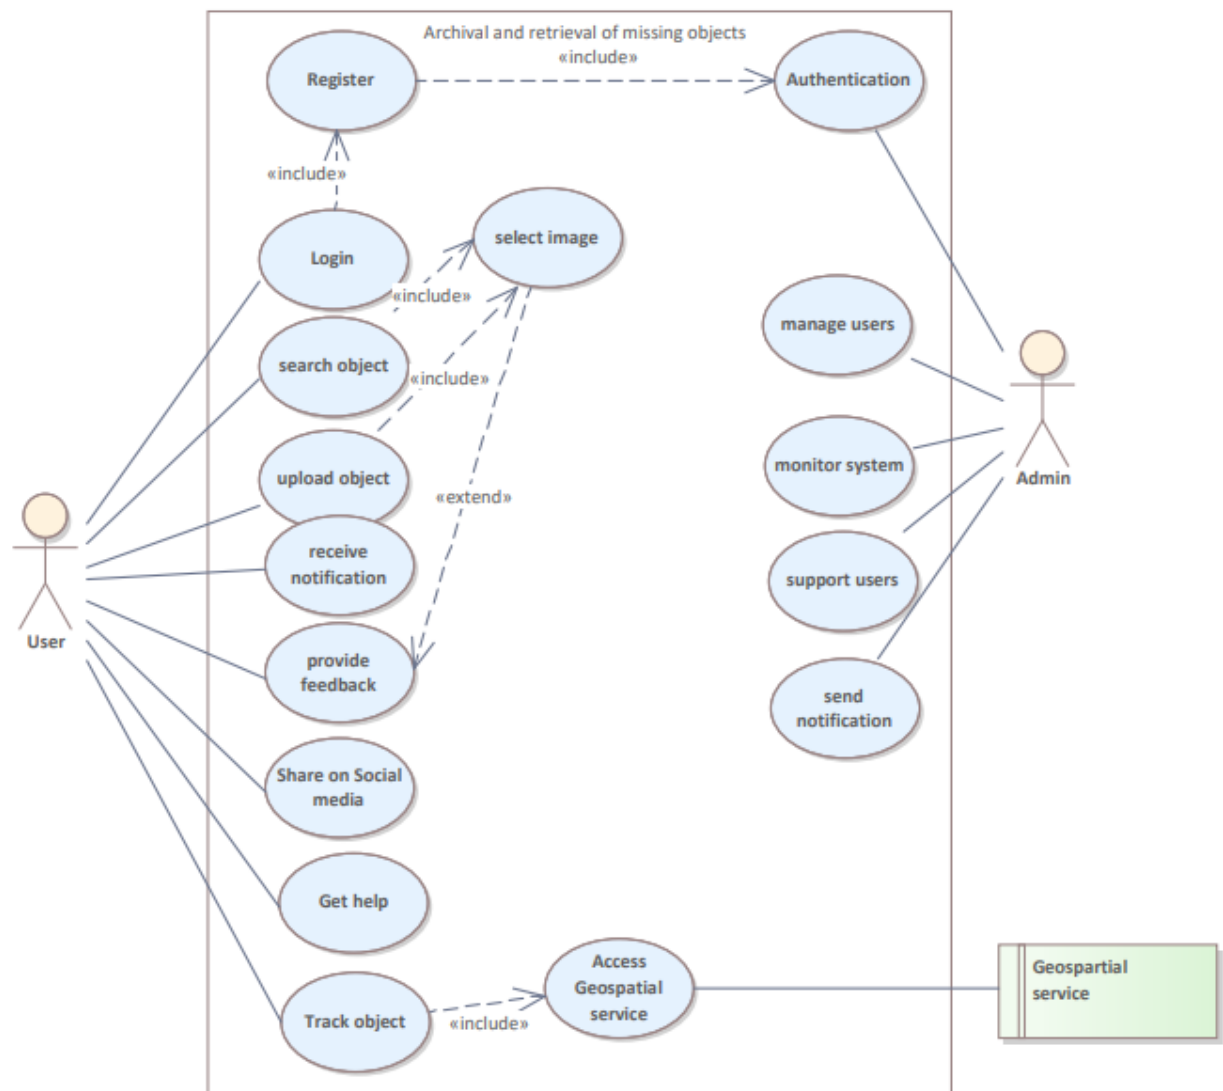 Archival and retrieval of missing objects
«include»
Register
Authentication
«include»
select image
Login
«include»
manage users
search object
«include»
upload object
monitor system
Admin
«extend»
receive
notification
support users
User
provide
feedback
send
notification
Share on Social
media
Get help
Access
Geospatial
service
Geospartial
service
Track object
«include»